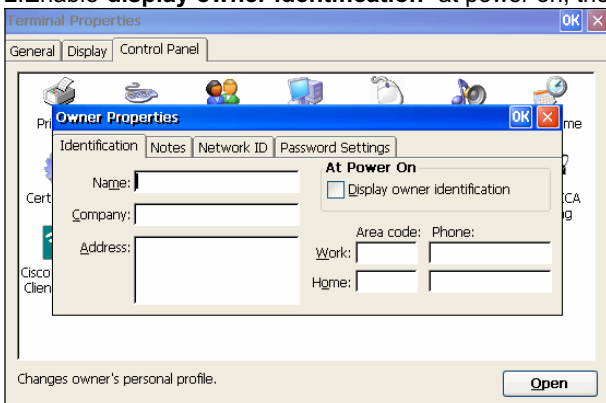 2.Enable display owner identification at power on, the
Terminal Properties OK
General Display Control Panel
Pri me
Owner Properties OK
Identification Notes Network ID Password Settings
At Power On
Name: Display owner identification
Cert CA
Company: g
Area code: Phone:
Address: Work:
Cisco Home:
Clien
Changes owner's personal profile. Open